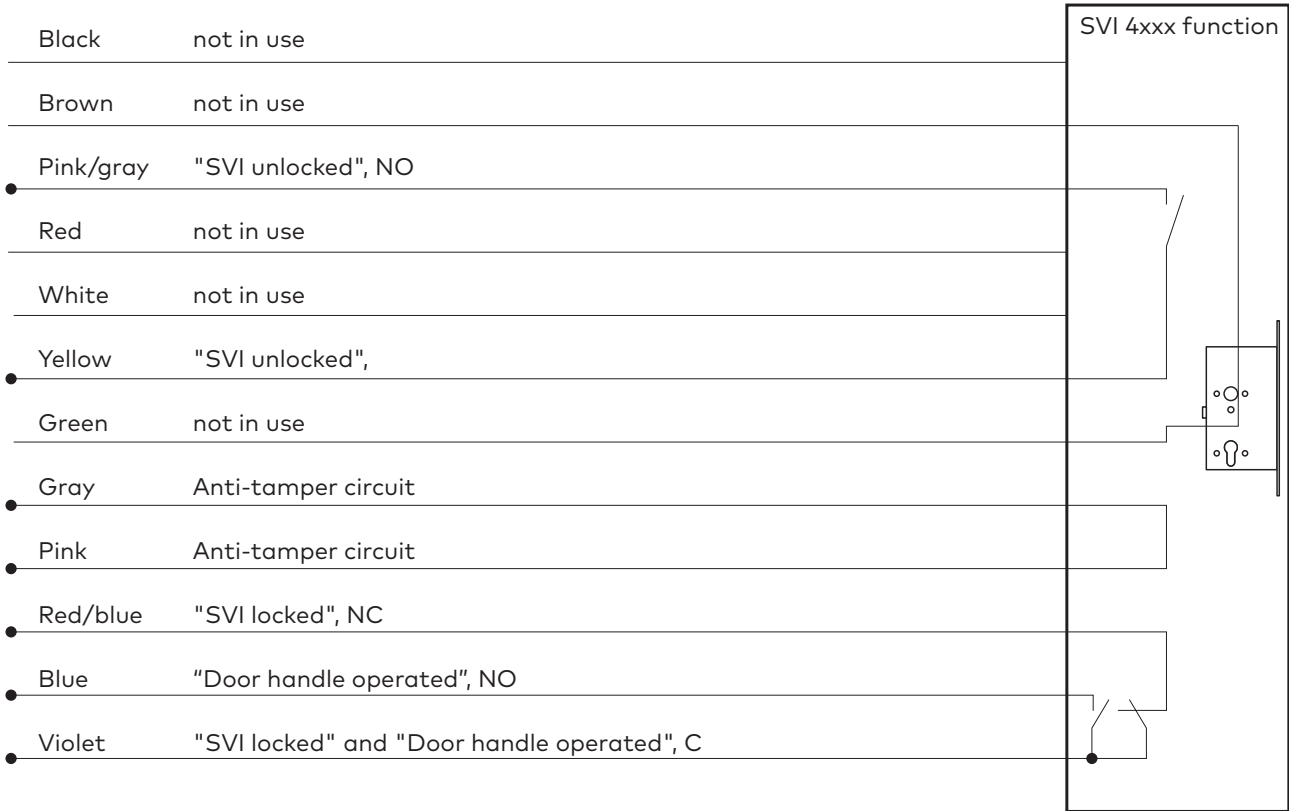 SVI 4xxx function
Black not in use
Brown not in use
Pink/gray "SVI unlocked", NO
Red not in use
White not in use
Yellow "SVI unlocked",
Green not in use
Gray Anti-tamper circuit
Pink Anti-tamper circuit
Red/blue "SVI locked", NC
Blue “Door handle operated”, NO
Violet "SVI locked" and "Door handle operated", C